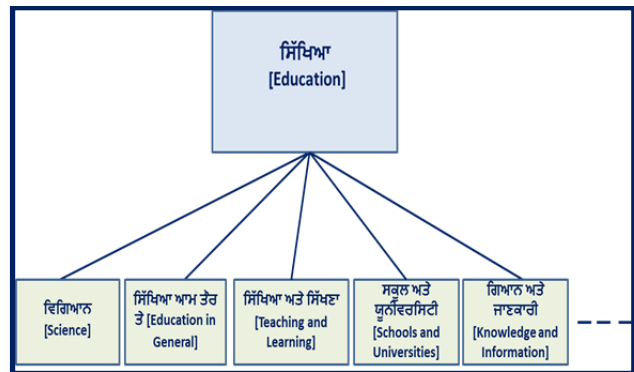 ਸਿੱਖਿਆ
[Education]
ਵਿਗਿਆਨ
[Science]
ਸਿੱਖਿਆ ਆਮ ਤੌਰ
ਤੇ [Education in
General]
ਸਿੱਖਿਆ ਅਤੇ ਸਿੱਖਣਾ
[Teaching and
Learning]
ਸਕੂਲ ਅਤੇ
ਯੂਨੀਵਰਸਿਟੀ
[Schools and
Universities]
ਗਿਆਨ ਅਤੇ
ਜਾਣਕਾਰੀ
[Knowledge and
Information]